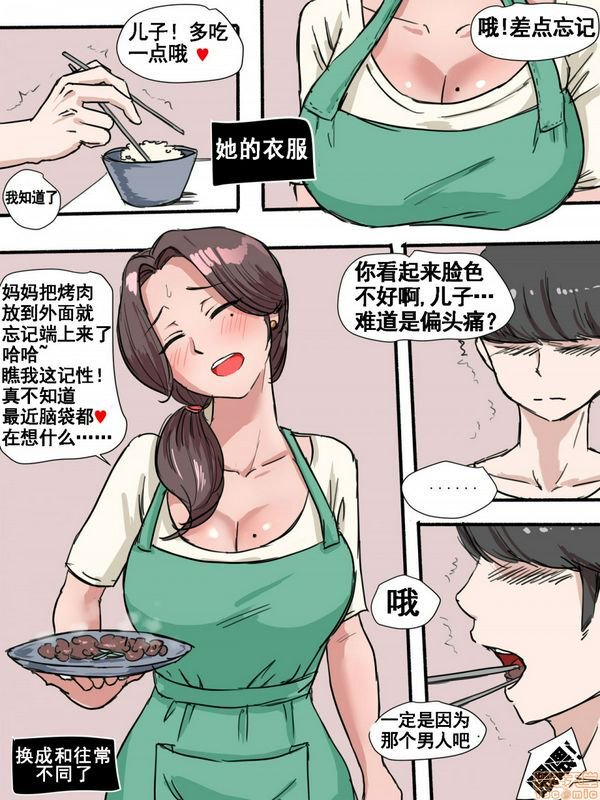 儿子！多吃
一点哦♥
我知道了
哦!差点忘记
她的衣服
妈妈把烤肉
放到外面就
忘记端上来了
哈哈~
瞧我这记性！
真不知道
最近脑袋都♥
在想什么……
你看起来脸色
不好啊,儿子…
难道是偏头痛?
......
哦
一定是因为
那个男人吧
换成和往常
不同了